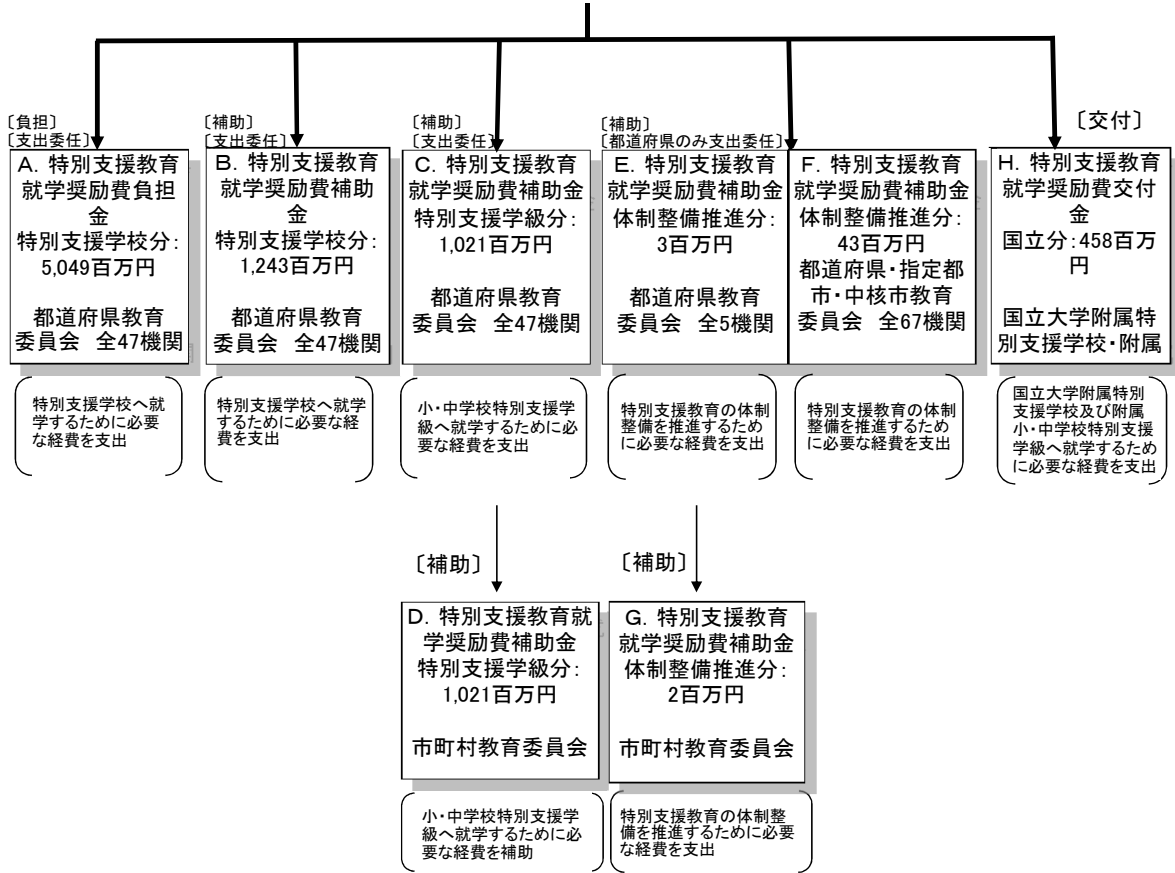 〔負担〕
〔支出委任〕
A. 特別支援教育
就学奨励費負担
金
特別支援学校分:
5,049百万円
都道府県教育
委員会 全47機関
特別支援学校へ就
学するために必要
な経費を支出
〔補助〕
〔支出委任〕
B. 特別支援教育
就学奨励費補助
金
特別支援学校分:
1,243百万円
都道府県教育
委員会 全47機関
特別支援学校へ就学
するために必要な経
費を支出
〔補助〕
〔支出委任〕
C. 特別支援教育
就学奨励費補助金
特別支援学級分:
1,021百万円
都道府県教育
委員会 全47機関
小・中学校特別支援学
級へ就学するために必
要な経費を支出
〔補助〕
〔都道府県のみ支出委任〕
E. 特別支援教育
就学奨励費補助金
体制整備推進分:
3百万円
都道府県教育
委員会 全5機関
特別支援教育の体制
整備を推進するため
に必要な経費を支出
F. 特別支援教育
就学奨励費補助金
体制整備推進分:
43百万円
都道府県・指定都
市・中核市教育
委員会 全67機関
特別支援教育の体制
整備を推進するため
に必要な経費を支出
〔交付〕
H. 特別支援教育
就学奨励費交付
金
国立分:458百万
円
国立大学附属特
別支援学校・附属
国立大学附属特別
支援学校及び附属
小・中学校特別支援
学級へ就学するため
に必要な経費を支出
〔補助〕
D. 特別支援教育就
学奨励費補助金
特別支援学級分:
1,021百万円
市町村教育委員会
小・中学校特別支援学
級へ就学するために必
要な経費を補助
〔補助〕
G. 特別支援教育
就学奨励費補助金
体制整備推進分:
2百万円
市町村教育委員会
特別支援教育の体制整
備を推進するために必要
な経費を支出